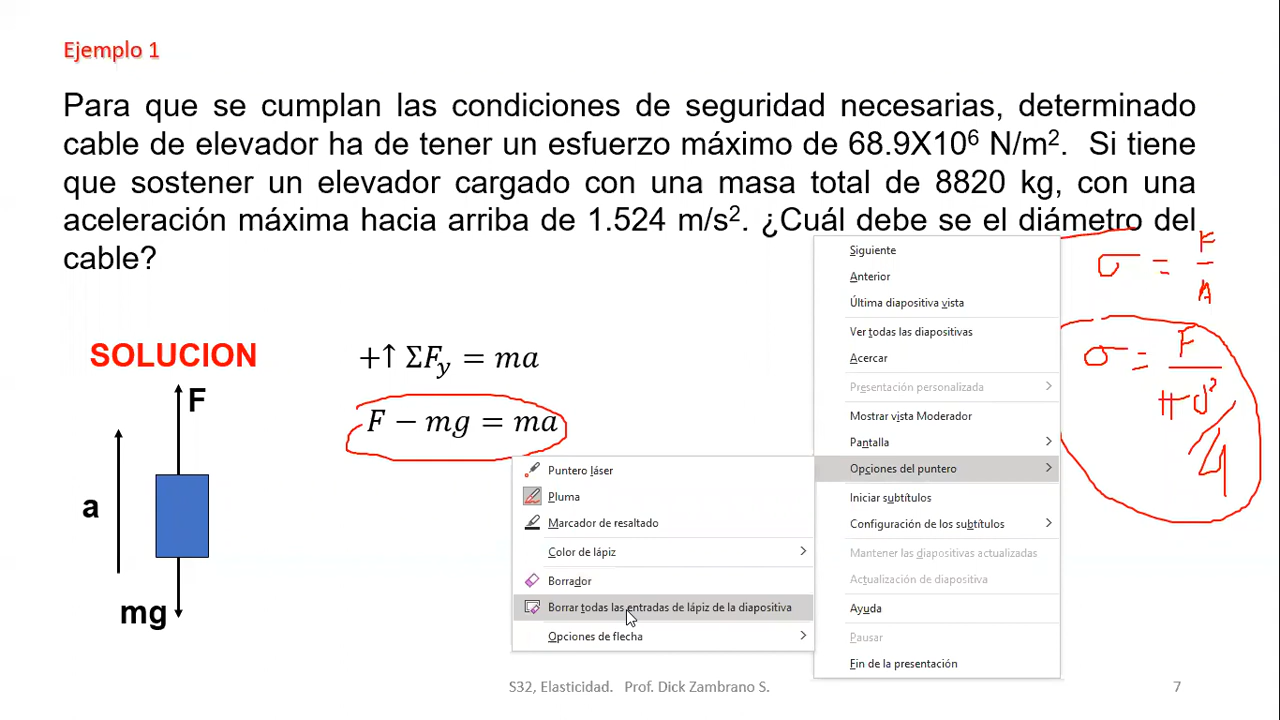 Ejemplo 1
Para que se cumplan las condiciones de seguridad necesarias, determinado
cable de elevador ha de tener un esfuerzo máximo de 68.9X10⁶ N/m². Si tiene
que sostener un elevador cargado con una masa total de 8820 kg, con una
aceleración máxima hacia arriba de 1.524 m/s². ¿Cuál debe se el diámetro del
cable?
SOLUCION
+↑ ΣF_y = ma
F − mg = ma
F
a
mg
σ = F/A
σ = F/(πd²/4)
Siguiente
Anterior
Última diapositiva vista
Ver todas las diapositivas
Acercar
Presentación personalizada
Mostrar vista Moderador
Pantalla
Opciones del puntero
Iniciar subtítulos
Configuración de los subtítulos
Mantener las diapositivas actualizadas
Actualización de diapositiva
Ayuda
Pausar
Fin de la presentación
Puntero láser
Pluma
Marcador de resaltado
Color de lápiz
Borrador
Borrar todas las entradas de lápiz de la diapositiva
Opciones de flecha
S32, Elasticidad. Prof. Dick Zambrano S.
7